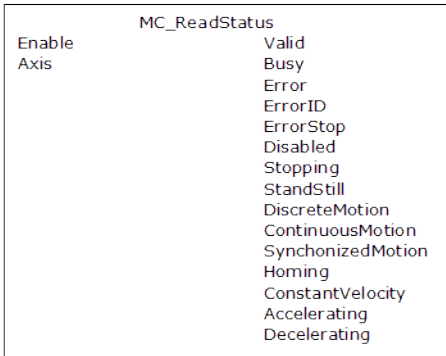 MC_ReadStatus
Enable Valid
Axis Busy
Error
ErrorID
ErrorStop
Disabled
Stopping
StandStill
DiscreteMotion
ContinuousMotion
SynchonizedMotion
Homing
ConstantVelocity
Accelerating
Decelerating